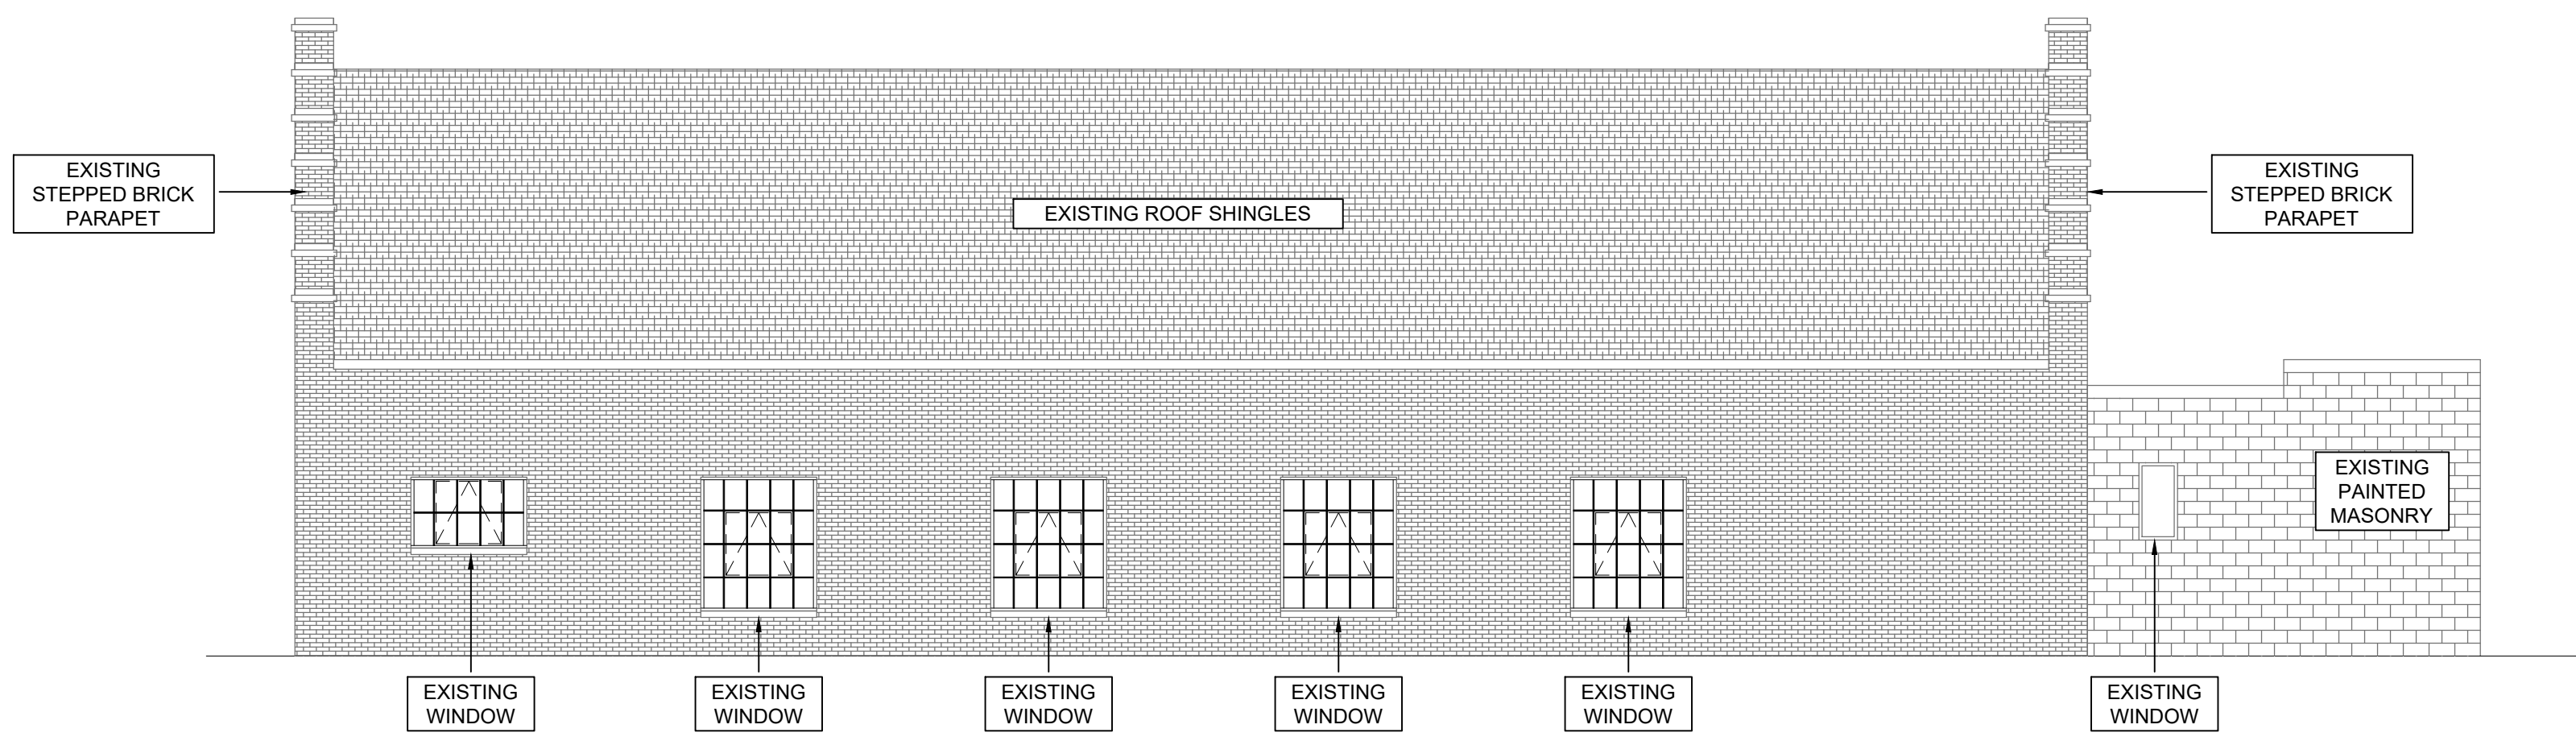 EXISTING
STEPPED BRICK
PARAPET
EXISTING ROOF SHINGLES
EXISTING
STEPPED BRICK
PARAPET
EXISTING
PAINTED
MASONRY
EXISTING
WINDOW
EXISTING
WINDOW
EXISTING
WINDOW
EXISTING
WINDOW
EXISTING
WINDOW
EXISTING
WINDOW